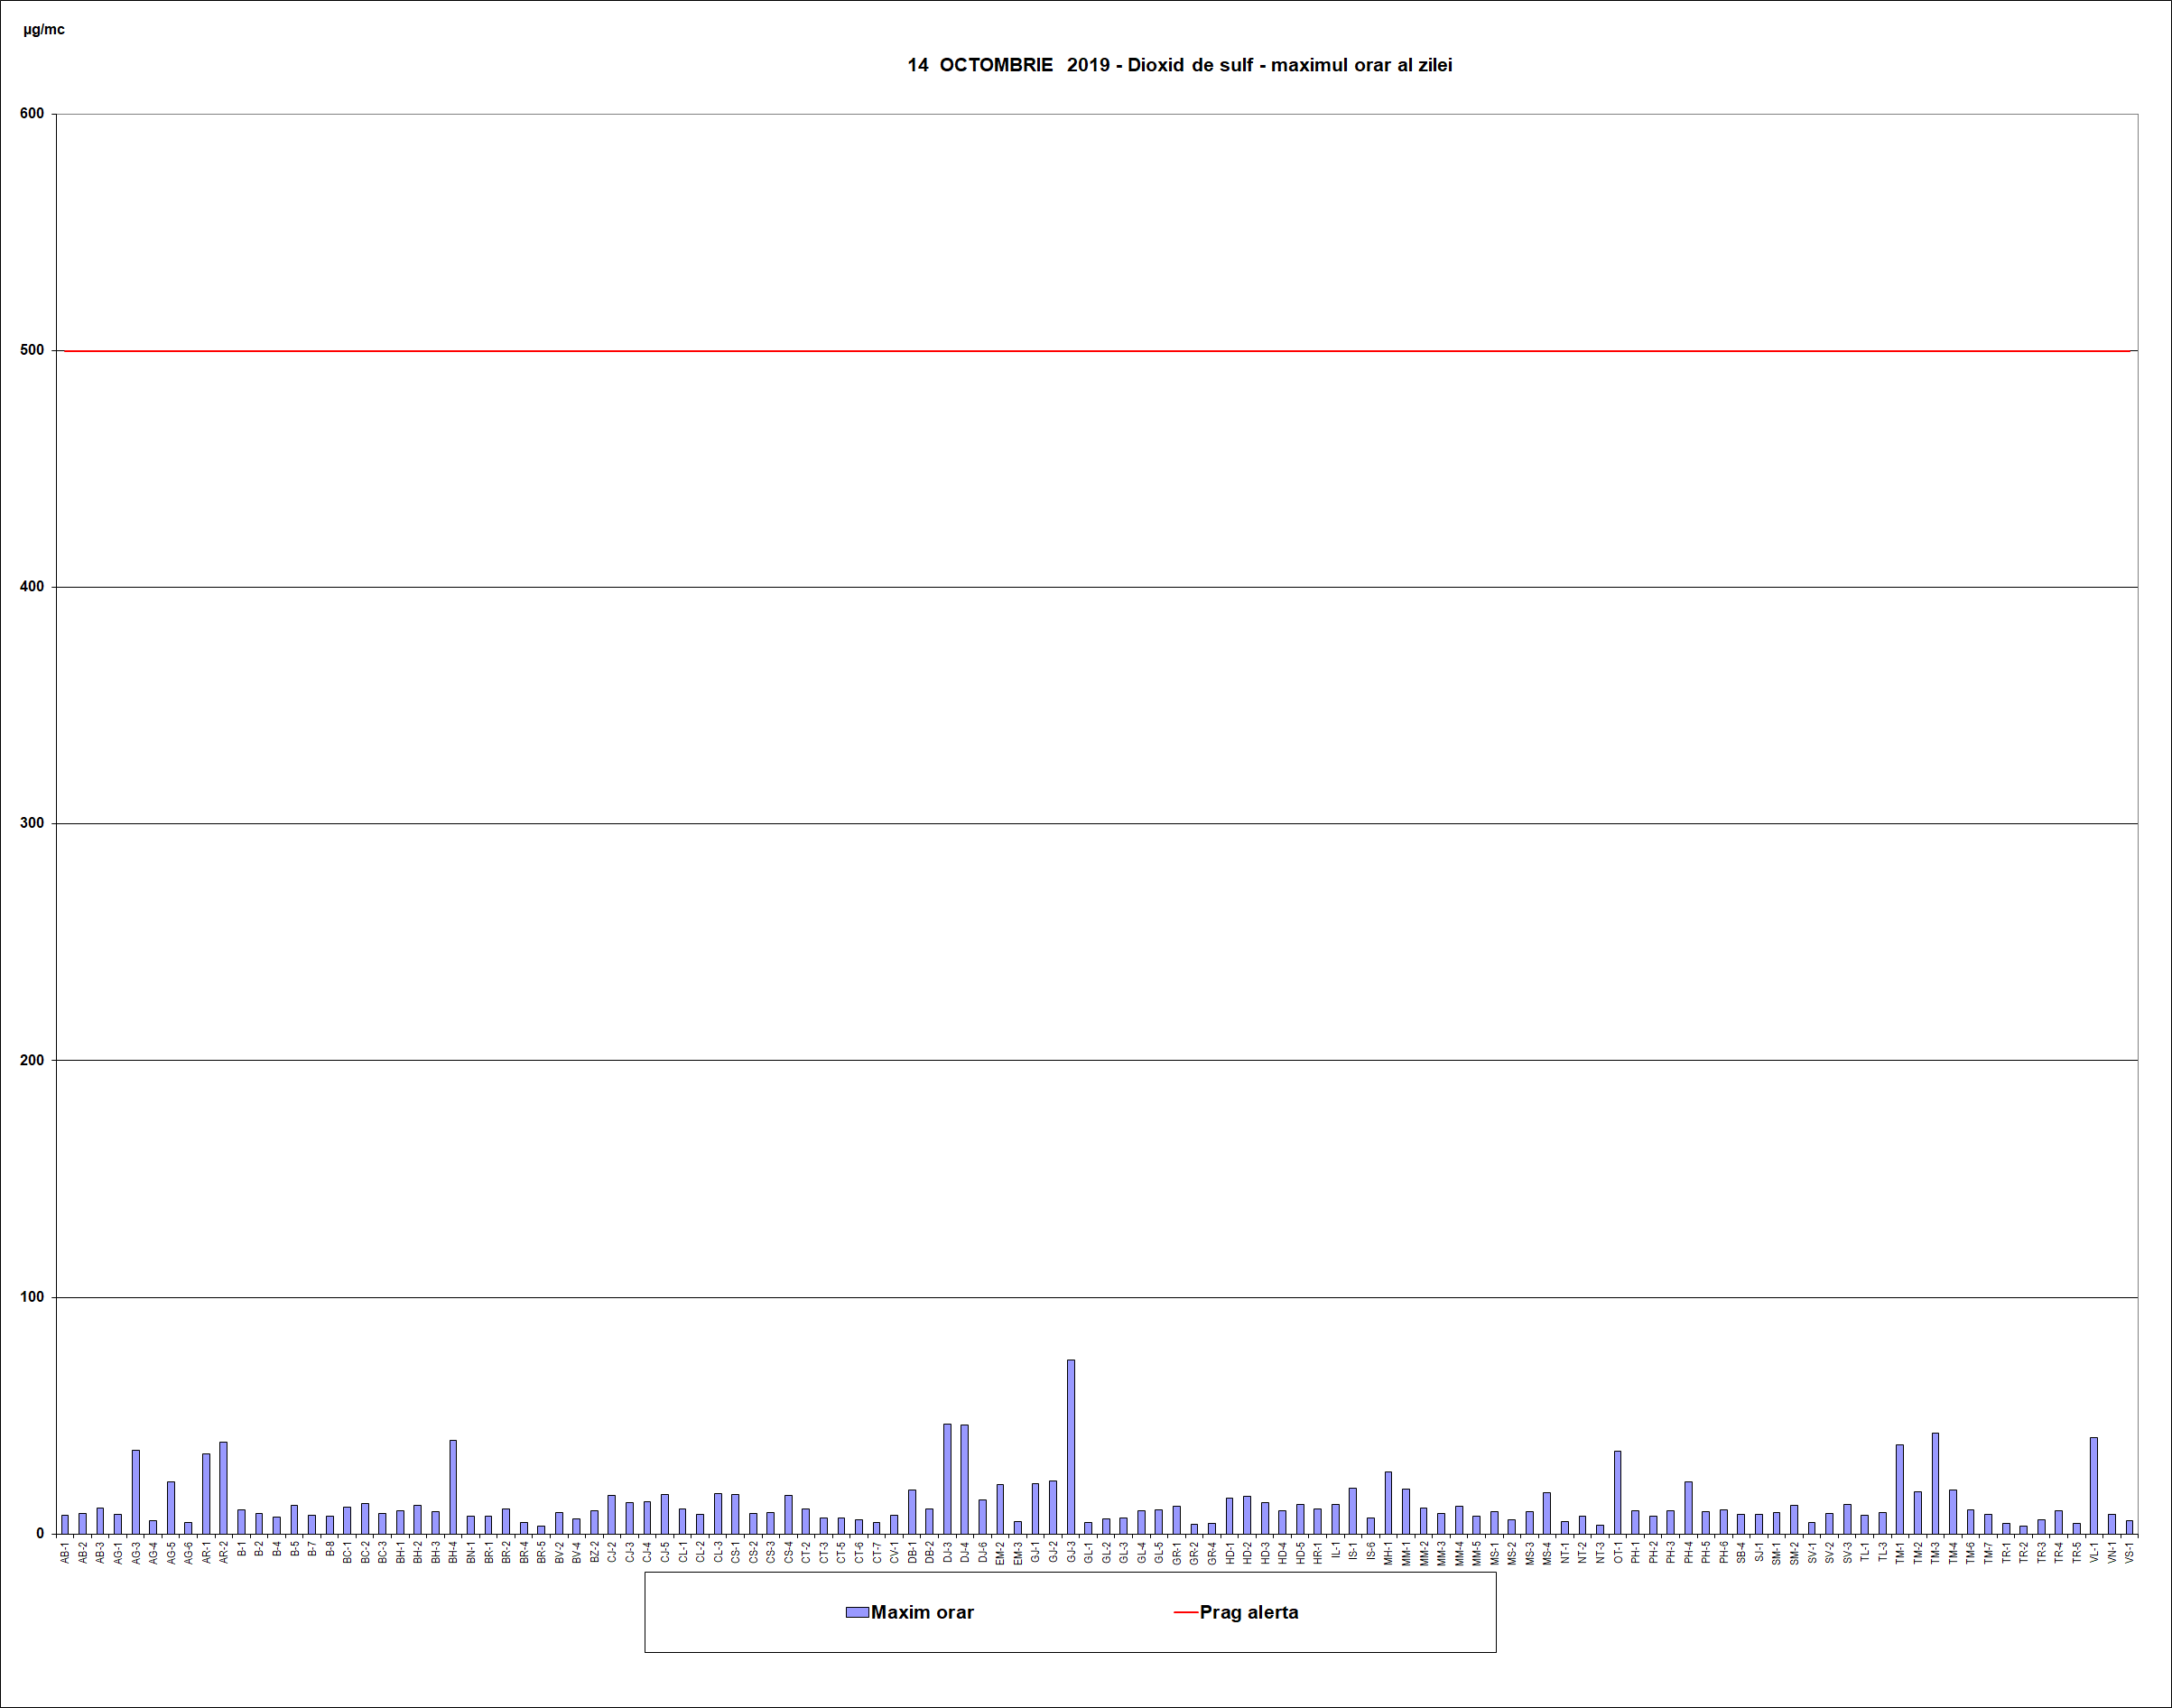 µg/mc
14 OCTOMBRIE 2019 - Dioxid de sulf - maximul orar al zilei
600
500
400
300
200
100
0
AB-1 AB-2 AB-3 AG-1 AG-3 AG-4 AG-5 AG-6 AR-1 AR-2 B-1 B-2 B-4 B-5 B-7 B-8 BC-1 BC-2 BC-3 BH-1 BH-2 BH-3 BH-4 BN-1 BR-1 BR-2 BR-4 BR-5 BV-2 BV-4 BZ-2 CJ-2 CJ-3 CJ-4 CJ-5 CL-1 CL-2 CL-3 CS-1 CS-2 CS-3 CS-4 CT-2 CT-3 CT-5 CT-6 CT-7 CV-1 DB-1 DB-2 DJ-3 DJ-4 DJ-6 EM-2 EM-3 GJ-1 GJ-2 GJ-3 GL-1 GL-2 GL-3 GL-4 GL-5 GR-1 GR-2 GR-4 HD-1 HD-2 HD-3 HD-4 HD-5 HR-1 IL-1 IS-1 IS-6 MH-1 MM-1 MM-2 MM-3 MM-4 MM-5 MS-1 MS-2 MS-3 MS-4 NT-1 NT-2 NT-3 OT-1 PH-1 PH-2 PH-3 PH-4 PH-5 PH-6 SB-4 SJ-1 SM-1 SM-2 SV-1 SV-2 SV-3 TL-1 TL-3 TM-1 TM-2 TM-3 TM-4 TM-6 TM-7 TR-1 TR-2 TR-3 TR-4 TR-5 VL-1 VN-1 VS-1
Maxim orar Prag alerta